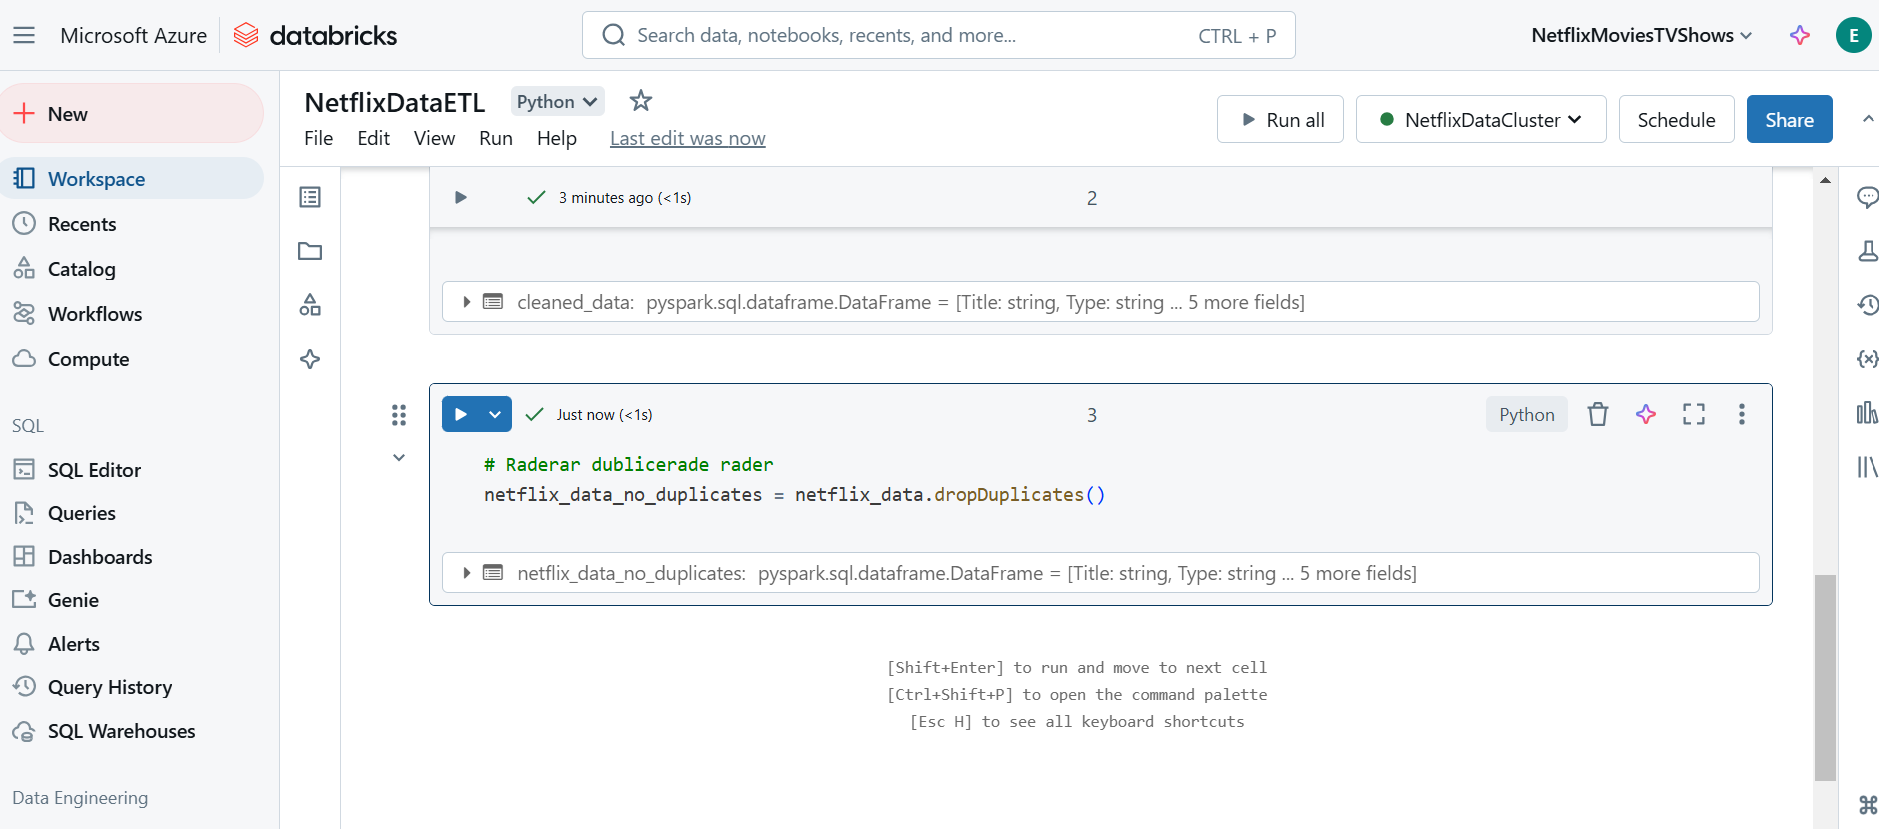 Microsoft Azure databricks
Search data, notebooks, recents, and more... CTRL + P
NetflixMoviesTVShows
E
New
Workspace
Recents
Catalog
Workflows
Compute
SQL
SQL Editor
Queries
Dashboards
Genie
Alerts
Query History
SQL Warehouses
Data Engineering
NetflixDataETL Python
File Edit View Run Help Last edit was now
Run all NetflixDataCluster Schedule Share
3 minutes ago (<1s) 2
cleaned_data: pyspark.sql.dataframe.DataFrame = [Title: string, Type: string ... 5 more fields]
Just now (<1s) 3 Python
# Raderar dublicerade rader
netflix_data_no_duplicates = netflix_data.dropDuplicates()
netflix_data_no_duplicates: pyspark.sql.dataframe.DataFrame = [Title: string, Type: string ... 5 more fields]
[Shift+Enter] to run and move to next cell
[Ctrl+Shift+P] to open the command palette
[Esc H] to see all keyboard shortcuts